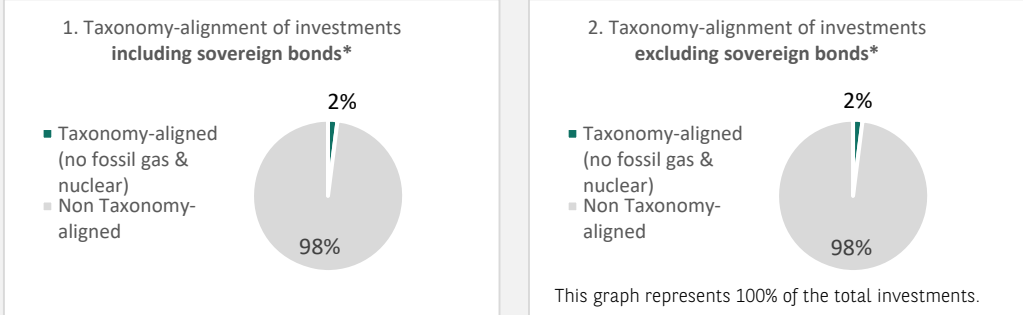 1. Taxonomy-alignment of investments
including sovereign bonds*
2%
Taxonomy-aligned
(no fossil gas &
nuclear)
Non Taxonomy-
aligned
98%
2. Taxonomy-alignment of investments
excluding sovereign bonds*
2%
Taxonomy-aligned
(no fossil gas &
nuclear)
Non Taxonomy-
aligned
98%
This graph represents 100% of the total investments.